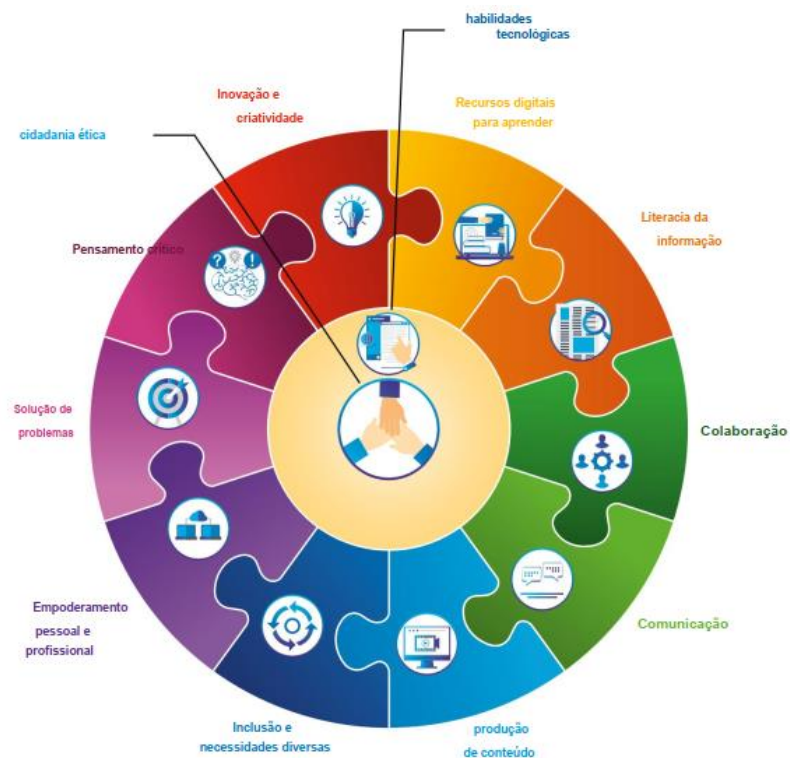 habilidades
tecnológicas
Inovação e
criatividade
Recursos digitais
para aprender
cidadania ética
Literacia da
informação
Pensamento crítico
Solução de
problemas
Colaboração
Empoderamento
pessoal e
profissional
Comunicação
Inclusão e
necessidades diversas
produção
de conteúdo